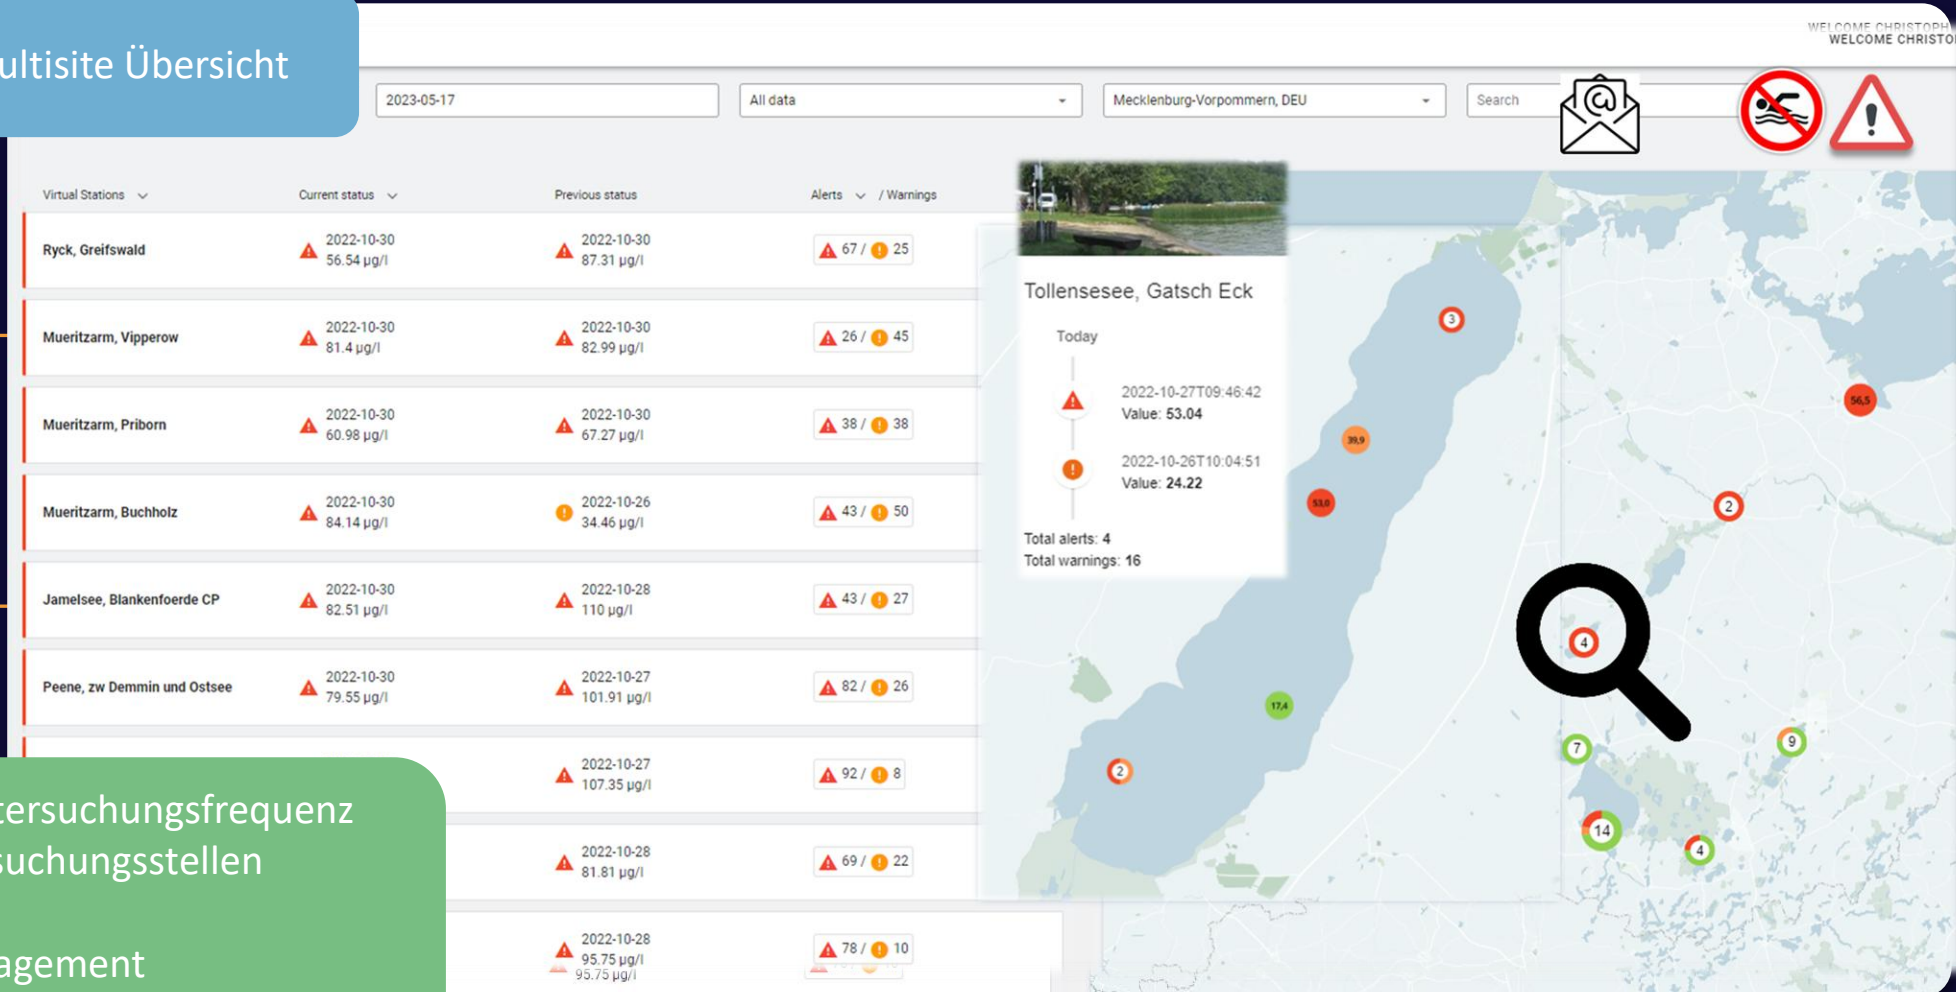 WELCOME CHRISTOPH
WELCOME CHRISTO
ultisite Übersicht
2023-05-17
All data
Mecklenburg-Vorpommern, DEU
Search
Virtual Stations
Current status
Previous status
Alerts / Warnings
Ryck, Greifswald
2022-10-30
56.54 µg/l
2022-10-30
87.31 µg/l
67 / 25
Mueritzarm, Vipperow
2022-10-30
81.4 µg/l
2022-10-30
82.99 µg/l
26 / 45
Mueritzarm, Priborn
2022-10-30
60.98 µg/l
2022-10-30
67.27 µg/l
38 / 38
Mueritzarm, Buchholz
2022-10-30
84.14 µg/l
2022-10-26
34.46 µg/l
43 / 50
Jamelsee, Blankenfoerde CP
2022-10-30
82.51 µg/l
2022-10-28
110 µg/l
43 / 27
Peene, zw Demmin und Ostsee
2022-10-30
79.55 µg/l
2022-10-27
101.91 µg/l
82 / 26
2022-10-27
107.35 µg/l
92 / 8
2022-10-28
81.81 µg/l
69 / 22
2022-10-28
95.75 µg/l
95.75 µg/l
78 / 10
tersuchungsfrequenz
suchungsstellen
agement
Tollensesee, Gatsch Eck
Today
2022-10-27T09:46:42
Value: 53.04
2022-10-26T10:04:51
Value: 24.22
Total alerts: 4
Total warnings: 16
3
39,9
53,0
17,4
2
56,5
2
4
7
9
14
4